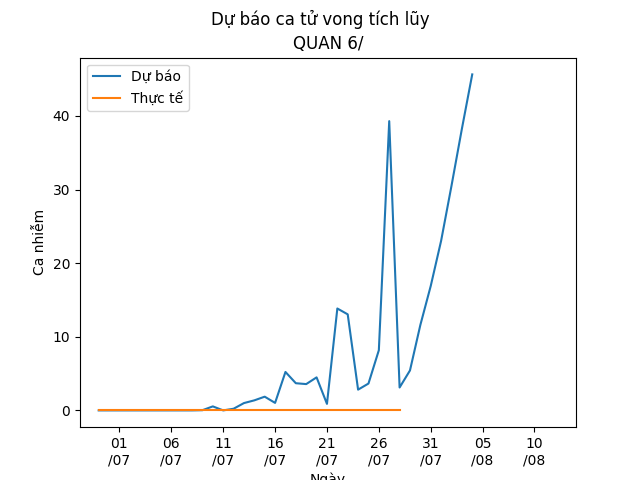 Dự báo ca tử vong tích lũy
QUAN 6/
Dự báo
Thực tế
Ca nhiễm
40
30
20
10
0
01 06 11 16 21 26 31 05 10
/07 /07 /07 /07 /07 /07 /07 /08 /08
Ngày